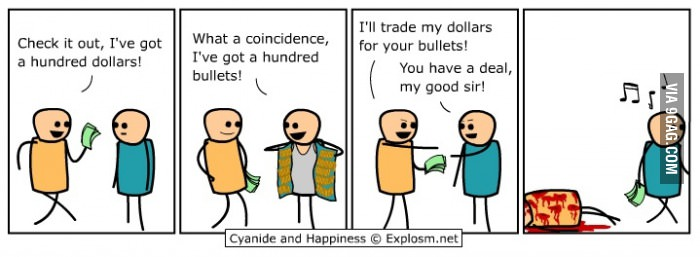 Check it out, I've got
a hundred dollars!
What a coincidence,
I've got a hundred
bullets!
I'll trade my dollars
for your bullets!
You have a deal,
my good sir!
VIA 9GAG.COM
Cyanide and Happiness © Explosm.net